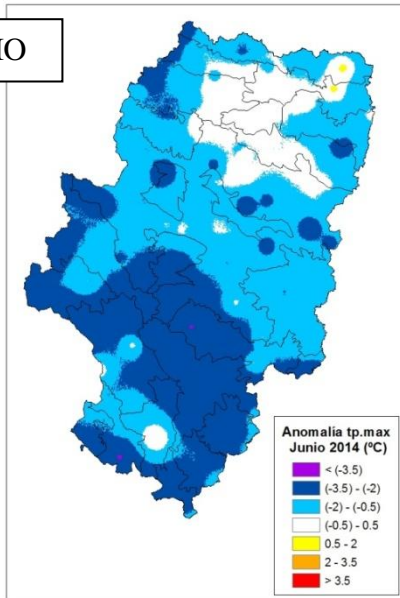 Anomalia tp.max
Junio 2014 (ºC)
< (-3.5)
(-3.5) - (-2)
(-2) - (-0.5)
(-0.5) - 0.5
0.5 - 2
2 - 3.5
> 3.5